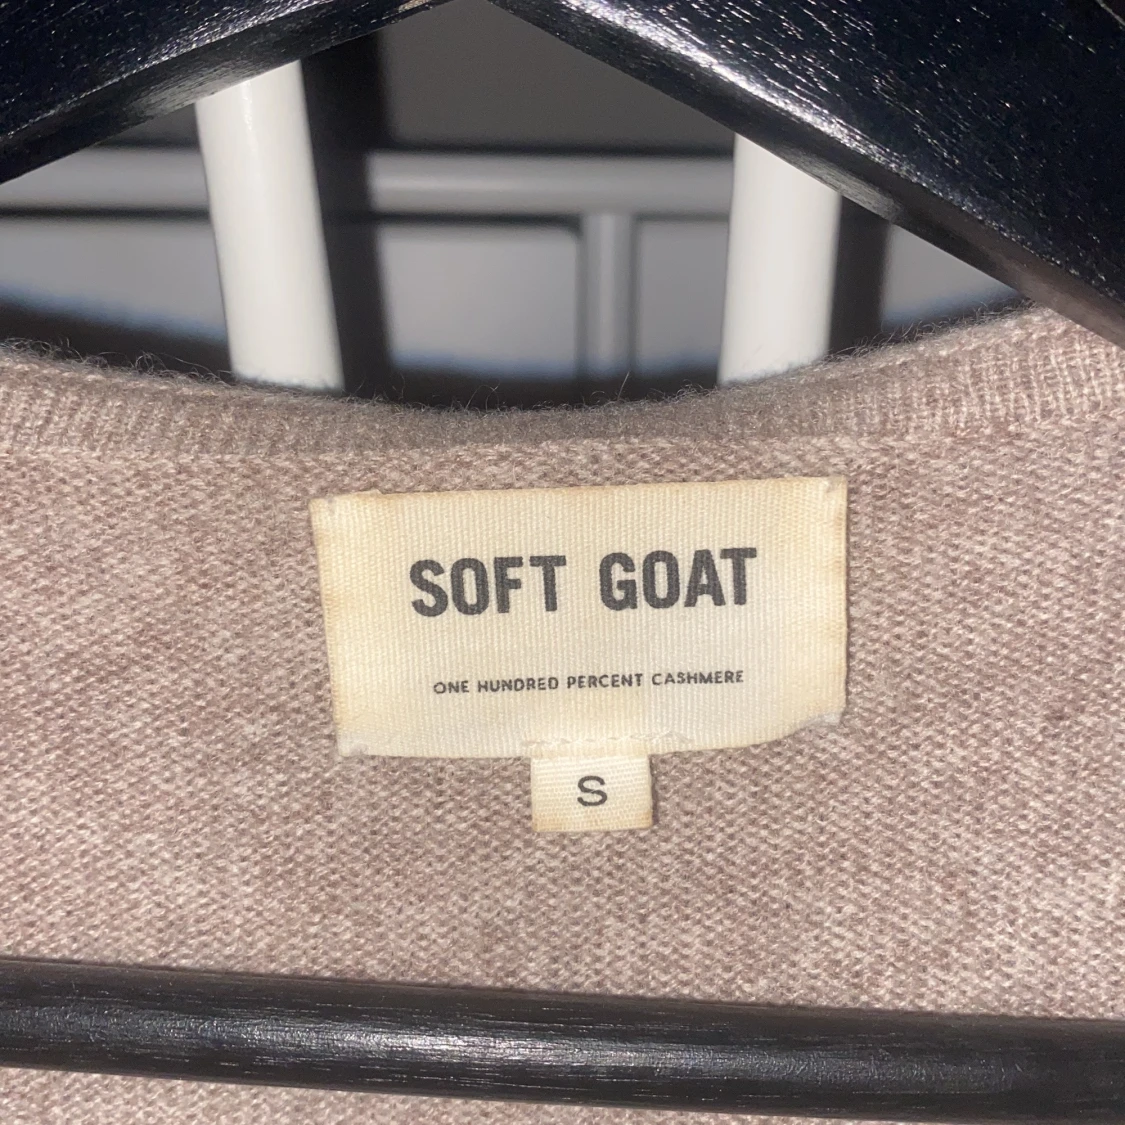 SOFT GOAT
ONE HUNDRED PERCENT CASHMERE
S